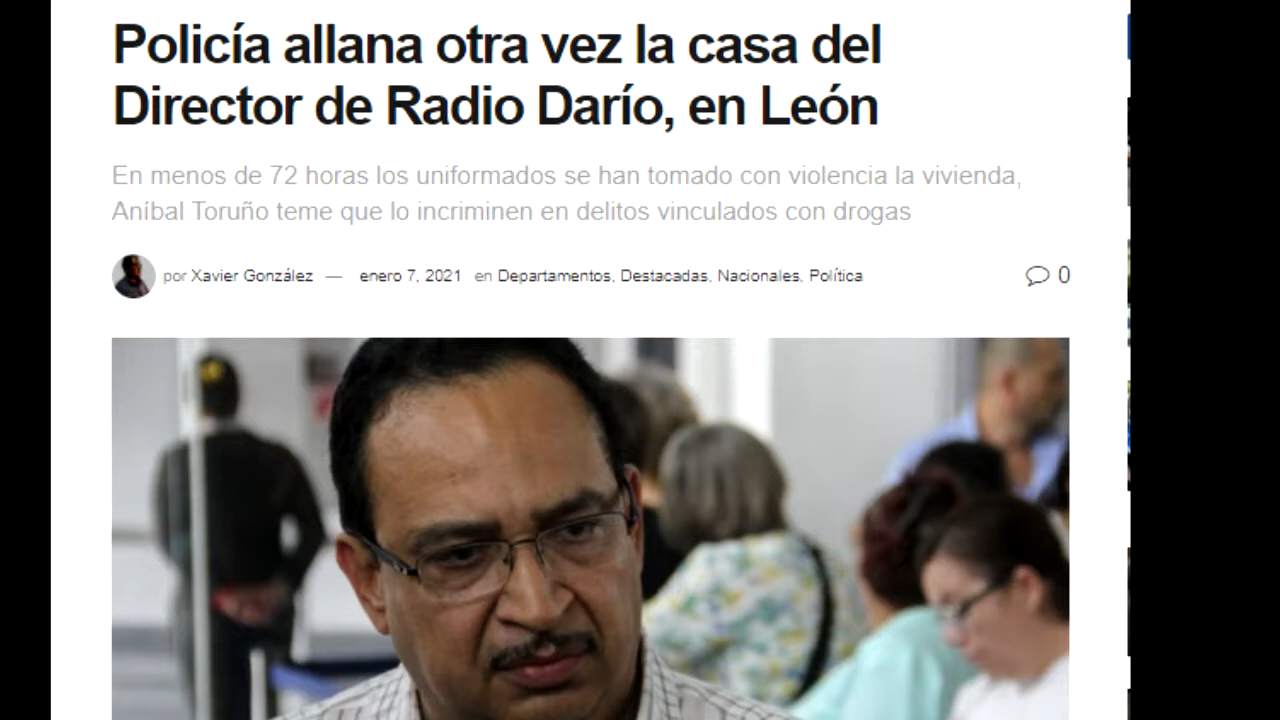 Policía allana otra vez la casa del
Director de Radio Darío, en León
En menos de 72 horas los uniformados se han tomado con violencia la vivienda,
Aníbal Toruño teme que lo incriminen en delitos vinculados con drogas
por Xavier González — enero 7, 2021 en Departamentos, Destacadas, Nacionales, Política 0